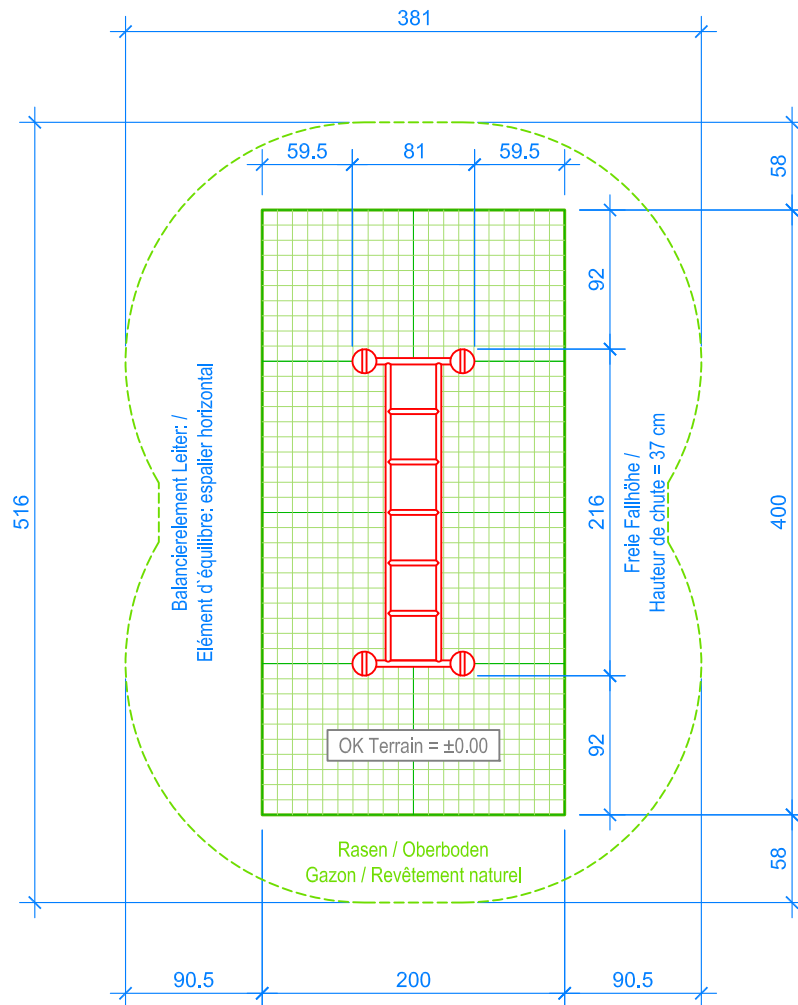 381
59.5
81
59.5
58
92
Balancierelement Leiter: /
Elément d`équilibre: espalier horizontal
516
216
Freie Fallhöhe /
Hauteur de chute = 37 cm
400
OK Terrain = ±0.00
92
Rasen / Oberboden
Gazon / Revêtement naturel
58
90.5
200
90.5